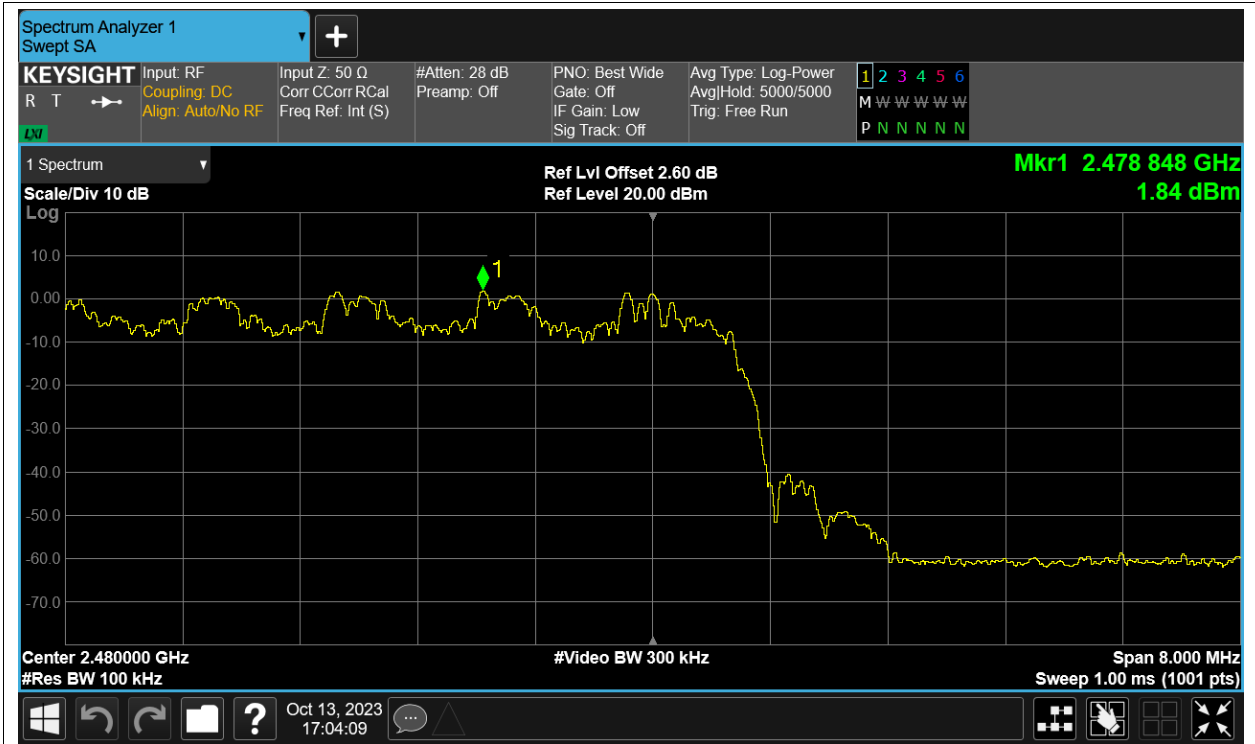 Spectrum Analyzer 1
Swept SA
KEYSIGHT
R T
LXI
Input: RF
Coupling: DC
Align: Auto/No RF
Input Z: 50 Ω
Corr CCorr RCal
Freq Ref: Int (S)
#Atten: 28 dB
Preamp: Off
PNO: Best Wide
Gate: Off
IF Gain: Low
Sig Track: Off
Avg Type: Log-Power
Avg|Hold: 5000/5000
Trig: Free Run
1 2 3 4 5 6
M W W W W W
P N N N N N
1 Spectrum
Scale/Div 10 dB
Ref Lvl Offset 2.60 dB
Ref Level 20.00 dBm
Mkr1 2.478 848 GHz
1.84 dBm
Log
10.0
0.00
-10.0
-20.0
-30.0
-40.0
-50.0
-60.0
-70.0
1
Center 2.480000 GHz
#Res BW 100 kHz
#Video BW 300 kHz
Span 8.000 MHz
Sweep 1.00 ms (1001 pts)
?
Oct 13, 2023
17:04:09